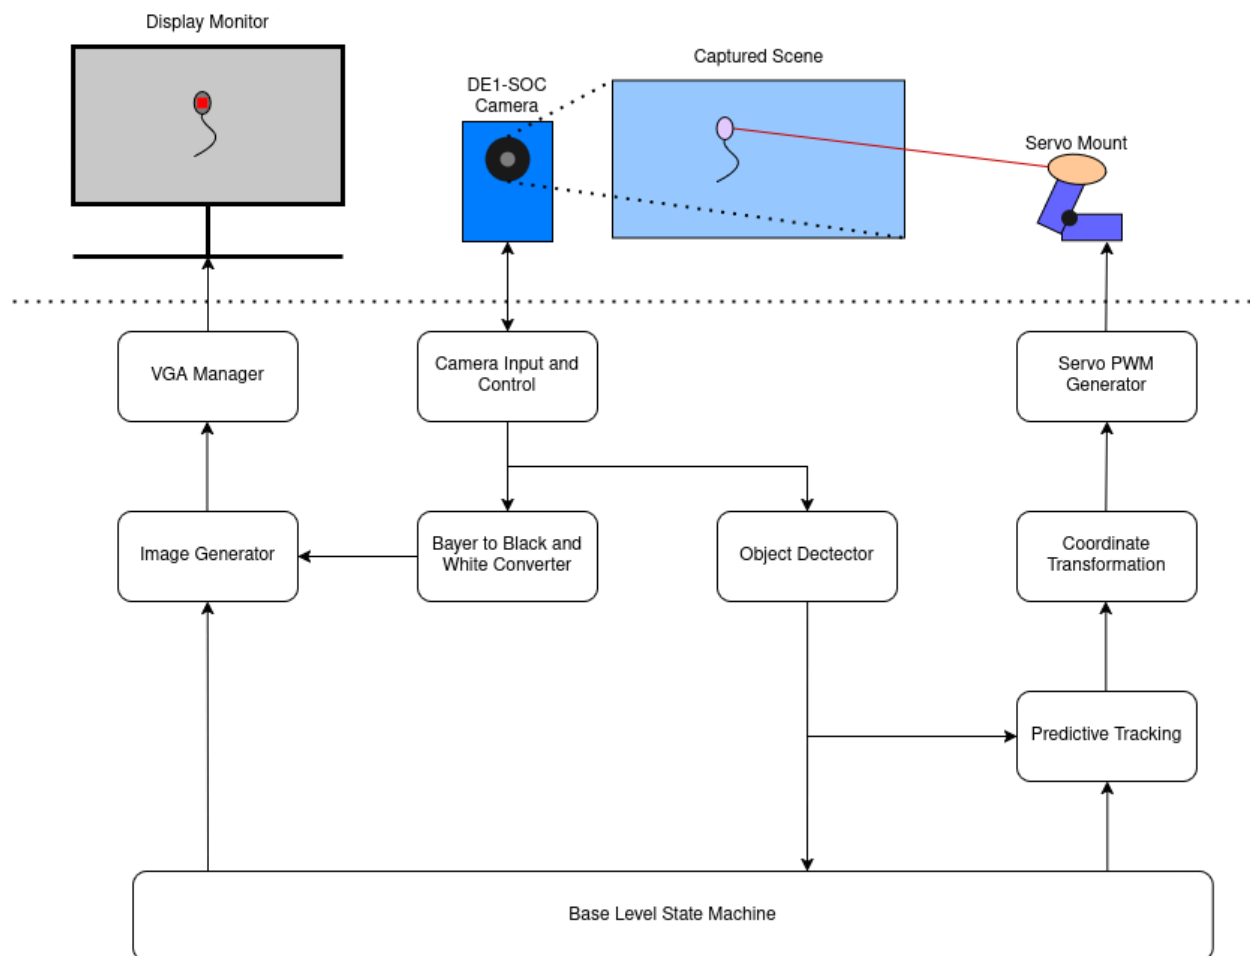 Display Monitor
Captured Scene
DE1-SOC
Camera
Servo Mount
VGA Manager
Camera Input and
Control
Servo PWM
Generator
Image Generator
Bayer to Black and
White Converter
Object Dectector
Coordinate
Transformation
Predictive Tracking
Base Level State Machine